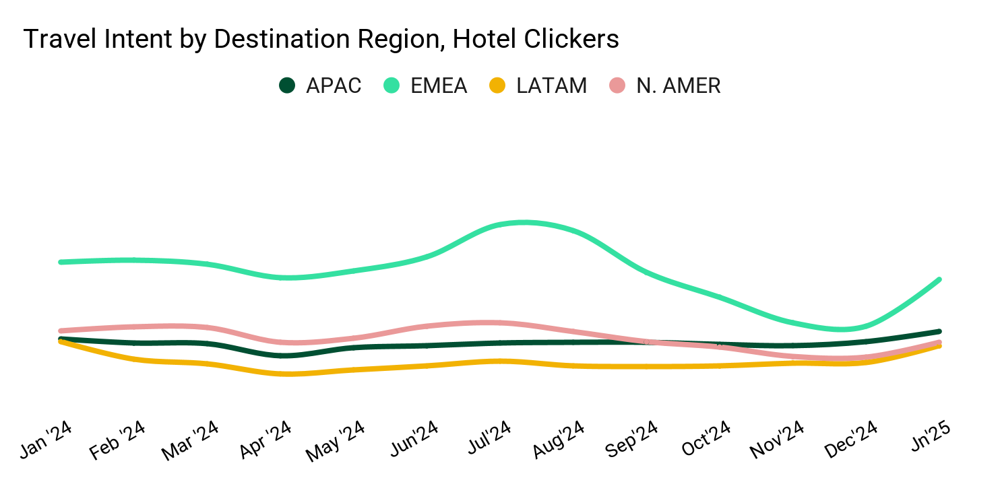 Travel Intent by Destination Region, Hotel Clickers
APAC EMEA LATAM N. AMER
Jan '24 Feb '24 Mar '24 Apr '24 May '24 Jun'24 Jul'24 Aug'24 Sep'24 Oct'24 Nov'24 Dec'24 Jn'25